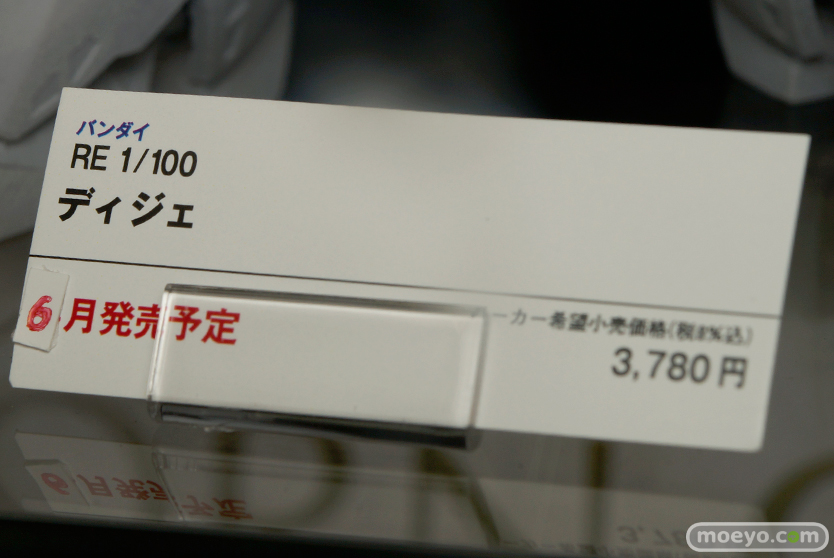 バンダイ
RE 1/100
ディジェ
6月発売予定
ーカー希望小売価格(税8%込)
3,780円
moeyo.com